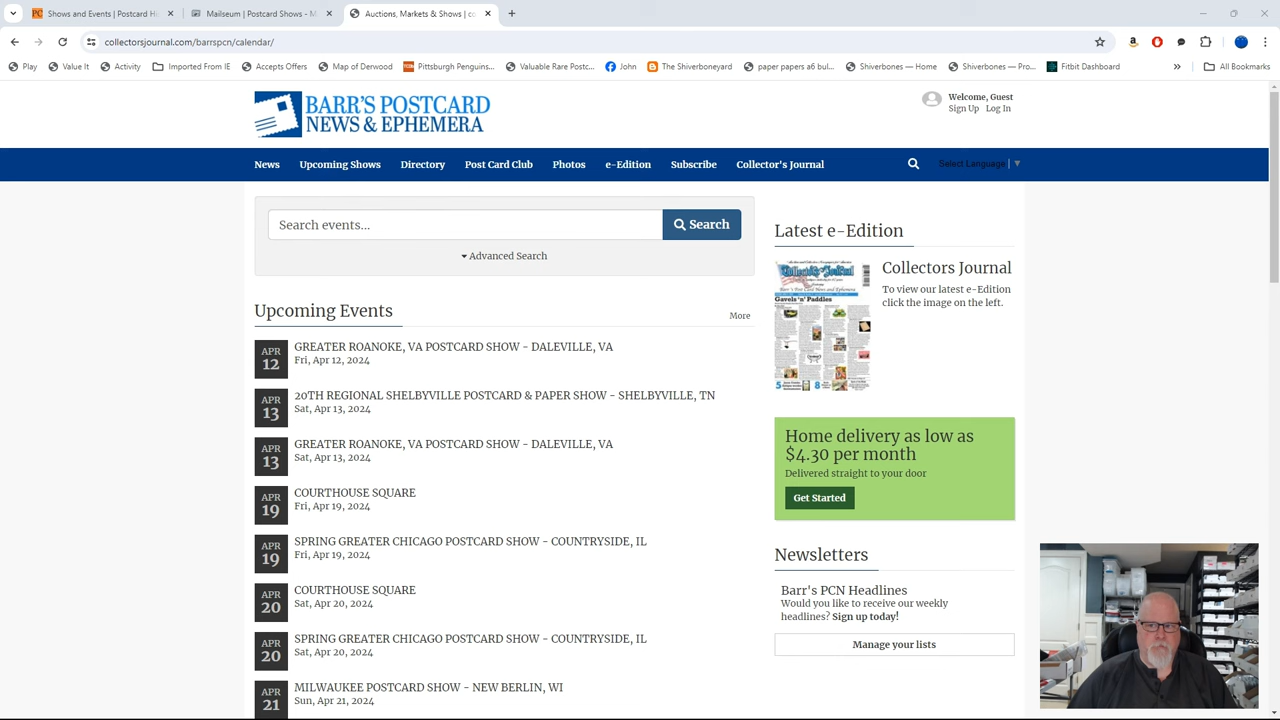 Shows and Events | Postcard H
Mailseum | Postcard Shows - M
Auctions, Markets & Shows | co
collectorsjournal.com/barrspcn/calendar/
Play
Value It
Activity
Imported From IE
Accepts Offers
Map of Derwood
Pittsburgh Penguins...
Valuable Rare Postc...
John
The Shiverboneyard
paper papers a6 bul...
Shiverbones — Home
Shiverbones — Pro...
Fitbit Dashboard
»
All Bookmarks
BARR'S POSTCARD
NEWS & EPHEMERA
Welcome, Guest
Sign Up Log In
News Upcoming Shows Directory Post Card Club Photos e-Edition Subscribe Collector's Journal
Select Language ▼
Search events...
Search
Advanced Search
Upcoming Events
More
APR
12
GREATER ROANOKE, VA POSTCARD SHOW - DALEVILLE, VA
Fri, Apr 12, 2024
APR
13
20TH REGIONAL SHELBYVILLE POSTCARD & PAPER SHOW - SHELBYVILLE, TN
Sat, Apr 13, 2024
APR
13
GREATER ROANOKE, VA POSTCARD SHOW - DALEVILLE, VA
Sat, Apr 13, 2024
APR
19
COURTHOUSE SQUARE
Fri, Apr 19, 2024
APR
19
SPRING GREATER CHICAGO POSTCARD SHOW - COUNTRYSIDE, IL
Fri, Apr 19, 2024
APR
20
COURTHOUSE SQUARE
Sat, Apr 20, 2024
APR
20
SPRING GREATER CHICAGO POSTCARD SHOW - COUNTRYSIDE, IL
Sat, Apr 20, 2024
APR
21
MILWAUKEE POSTCARD SHOW - NEW BERLIN, WI
Sun, Apr 21, 2024
Latest e-Edition
Collectors Journal
Gavels 'n' Paddles
5
8
Collectors Journal
To view our latest e-Edition
click the image on the left.
Home delivery as low as
$4.30 per month
Delivered straight to your door
Get Started
Newsletters
Barr's PCN Headlines
Would you like to receive our weekly
headlines? Sign up today!
Manage your lists